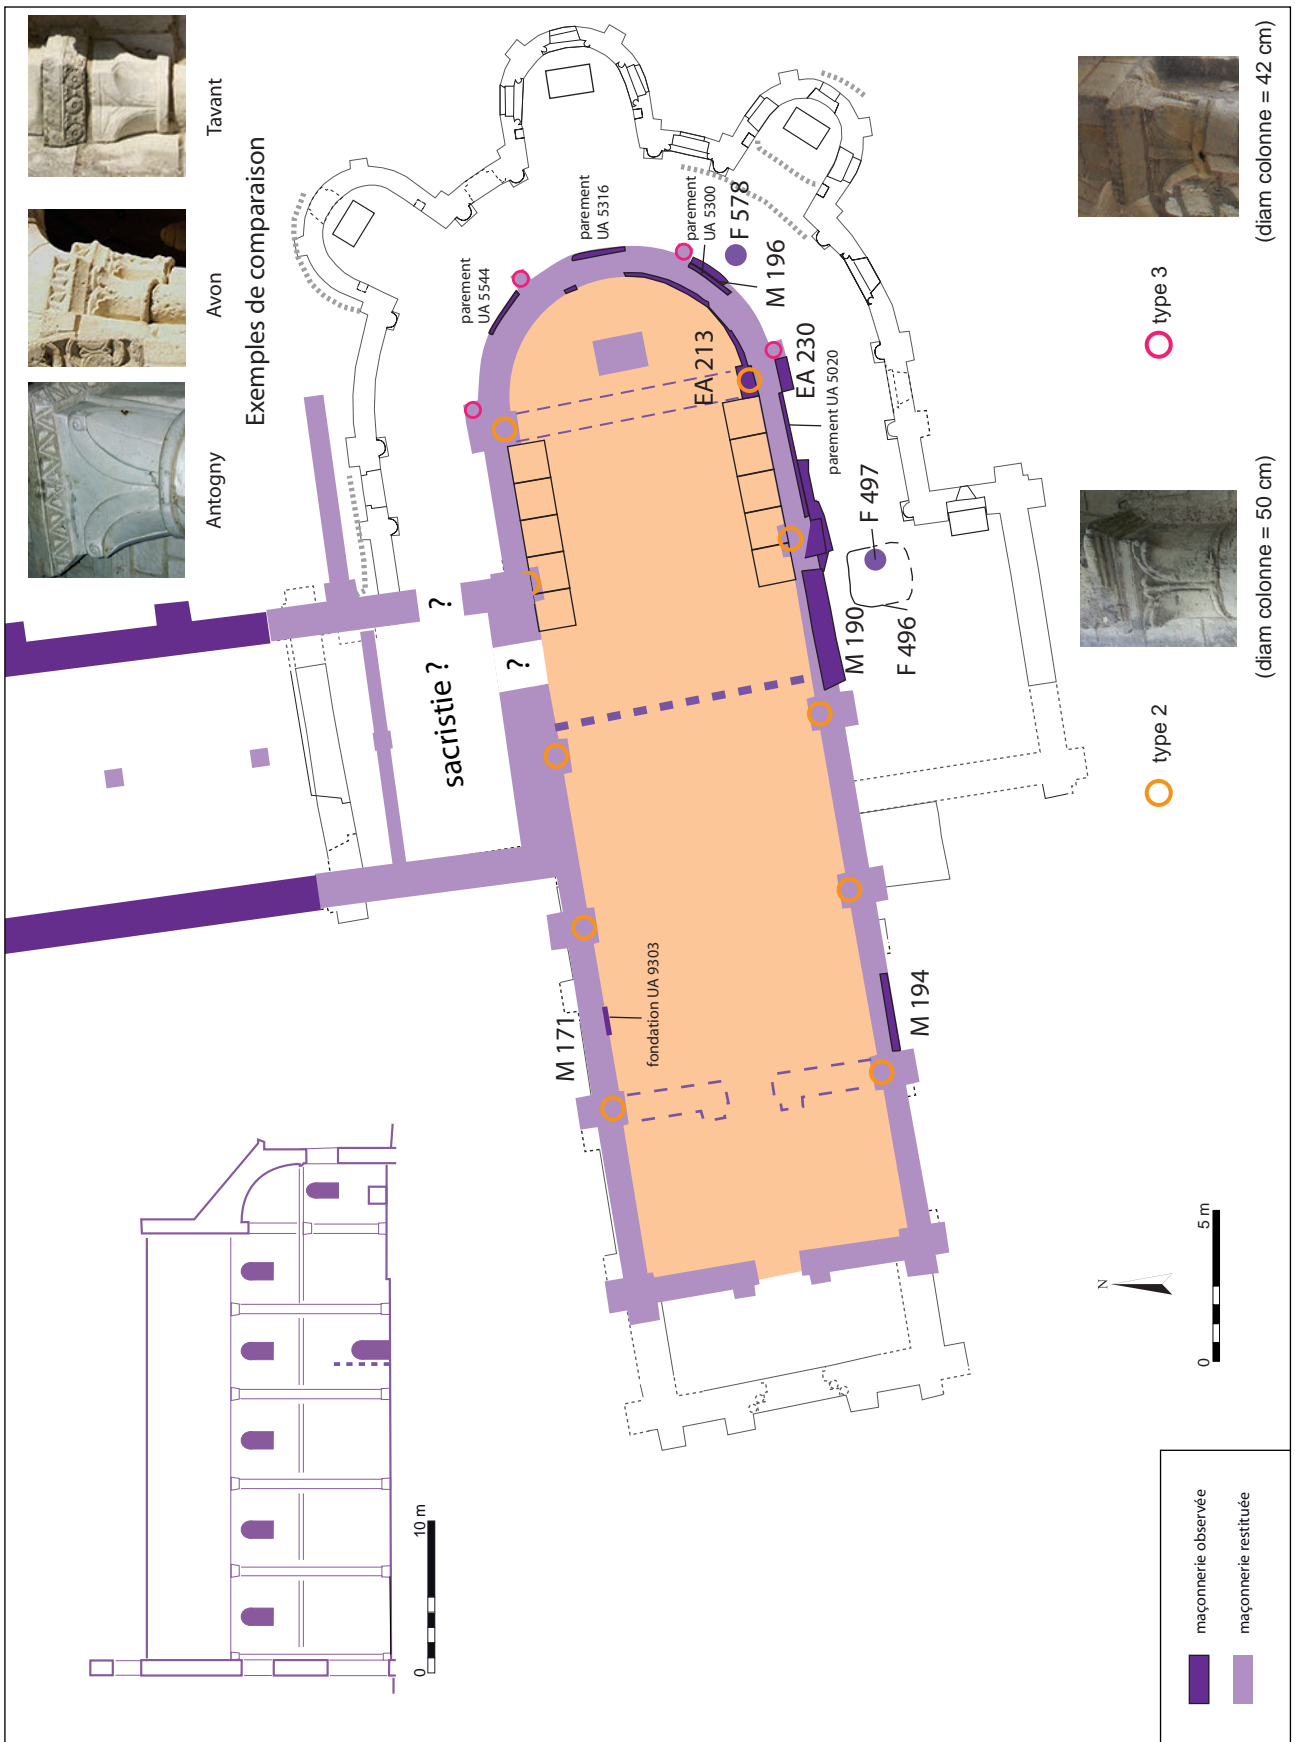 Tavant
Avon
Antogny
Exemples de comparaison
parement
UA 5316
parement
UA 5544
parement
UA 5300
F 578
M 196
EA 213
EA 230
parement UA 5020
F 497
F 496
M 190
?
?
sacristie ?
M 171
fondation UA 9303
M 194
type 3
(diam colonne = 42 cm)
type 2
(diam colonne = 50 cm)
N
0
5 m
0
10 m
maçonnerie observée
maçonnerie restituée